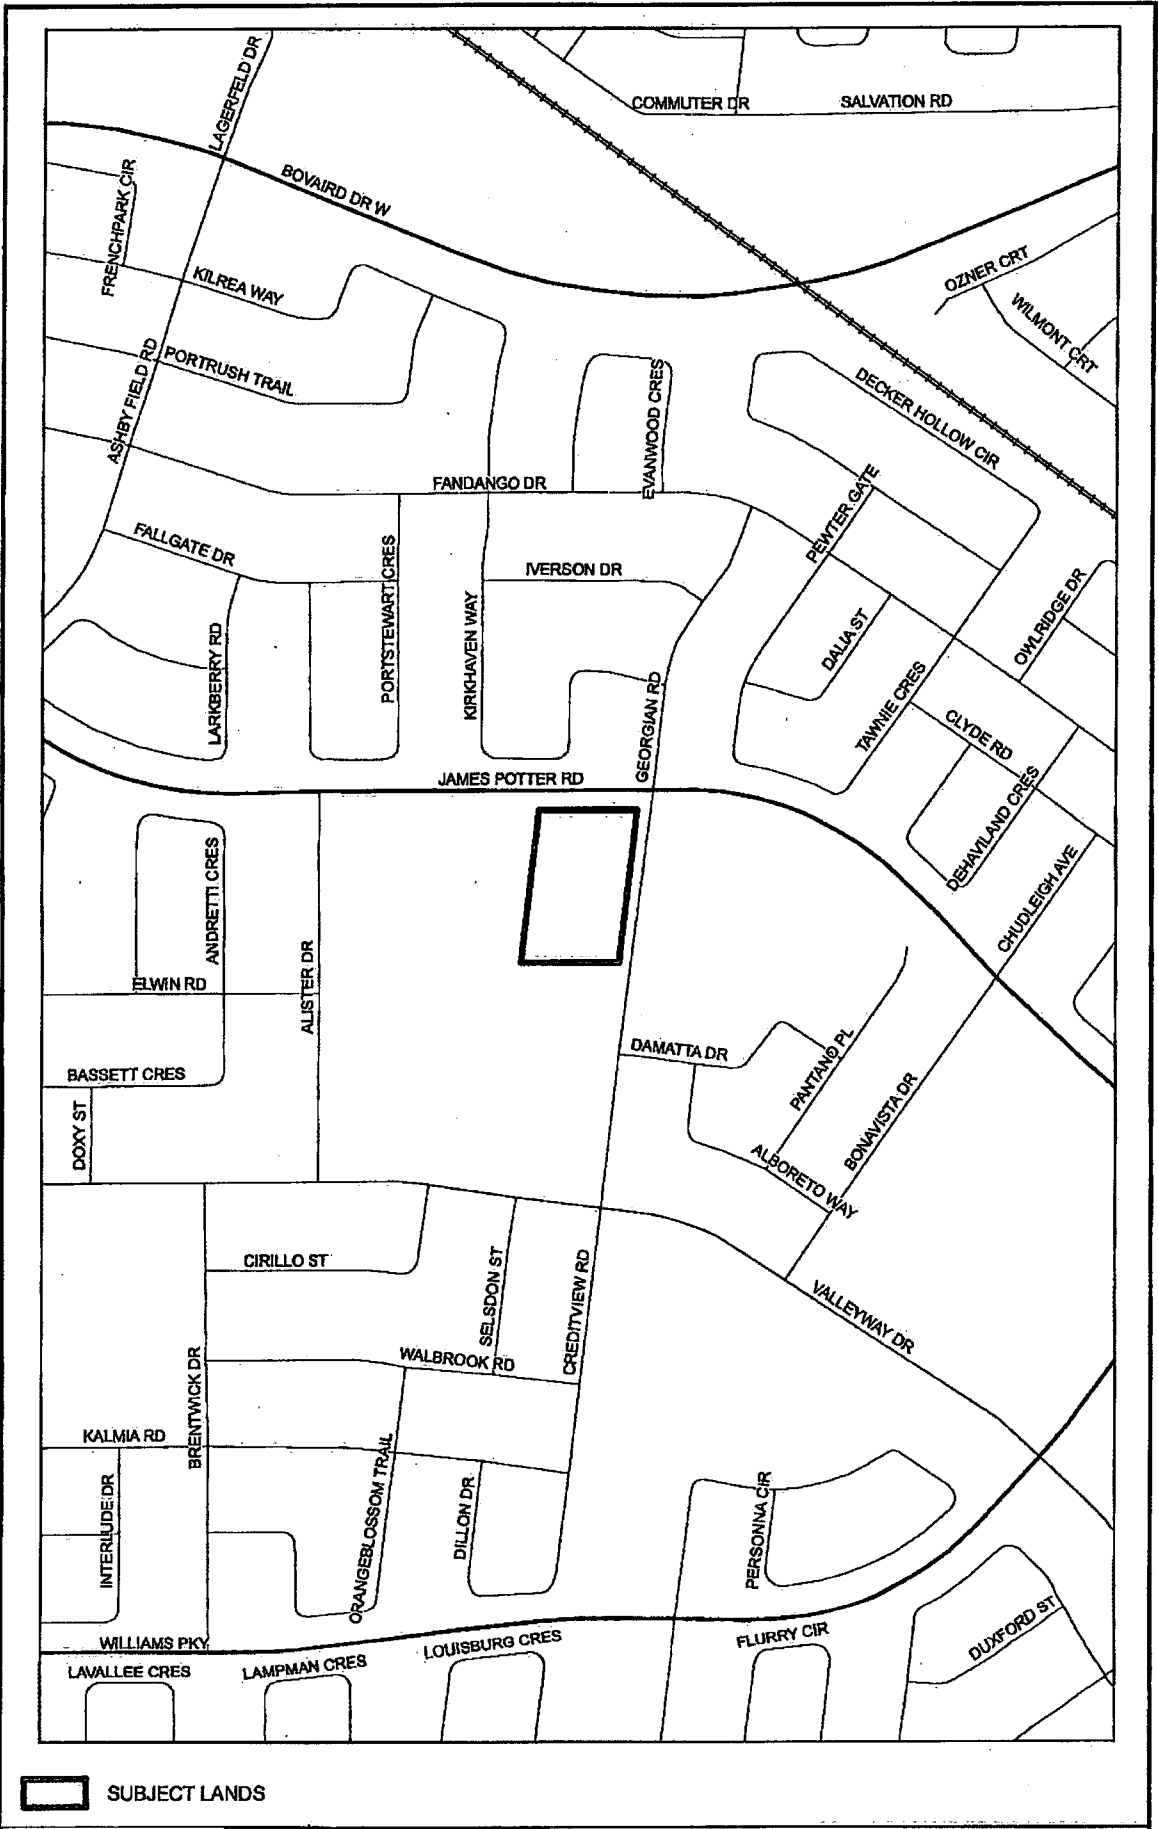 LAGERFELD DR
COMMUTER DR
SALVATION RD
BOVAIRD DR W
FRENCHPARK CIR
KILREA WAY
OZNER CRT
WILMONT CRT
ASHBY FIELD RD
PORTRUSH TRAIL
EVANWOOD CRES
DECKER HOLLOW CIR
FANDANGO DR
PEWTER GATE
FALLGATE DR
IVERSON DR
PORTSTEWART CRES
KIRKHAVEN WAY
LARKBERRY RD
DALIA ST
OWLRIDGE DR
GEORGIAN RD
TAWNIE CRES
CLYDE RD
JAMES POTTER RD
DEHAVILAND CRES
CHUDLEIGH AVE
ANDRETTI CRES
ELWIN RD
ALISTER DR
DAMATTA DR
PANTANO PL
BASSETT CRES
DOXY ST
BONAVISTA DR
ALBORETO WAY
CIRILLO ST
SELSDON ST
CREDITVIEW RD
VALLEYWAY DR
WALBROOK RD
BRENTWICK DR
KALMIA RD
INTERLUDE DR
ORANGEBLOSSOM TRAIL
DILLON DR
PERSONNA CIR
WILLIAMS PKY
LAVALLEE CRES
LAMPMAN CRES
LOUISBURG CRES
FLURRY CIR
DUXFORD ST
SUBJECT LANDS